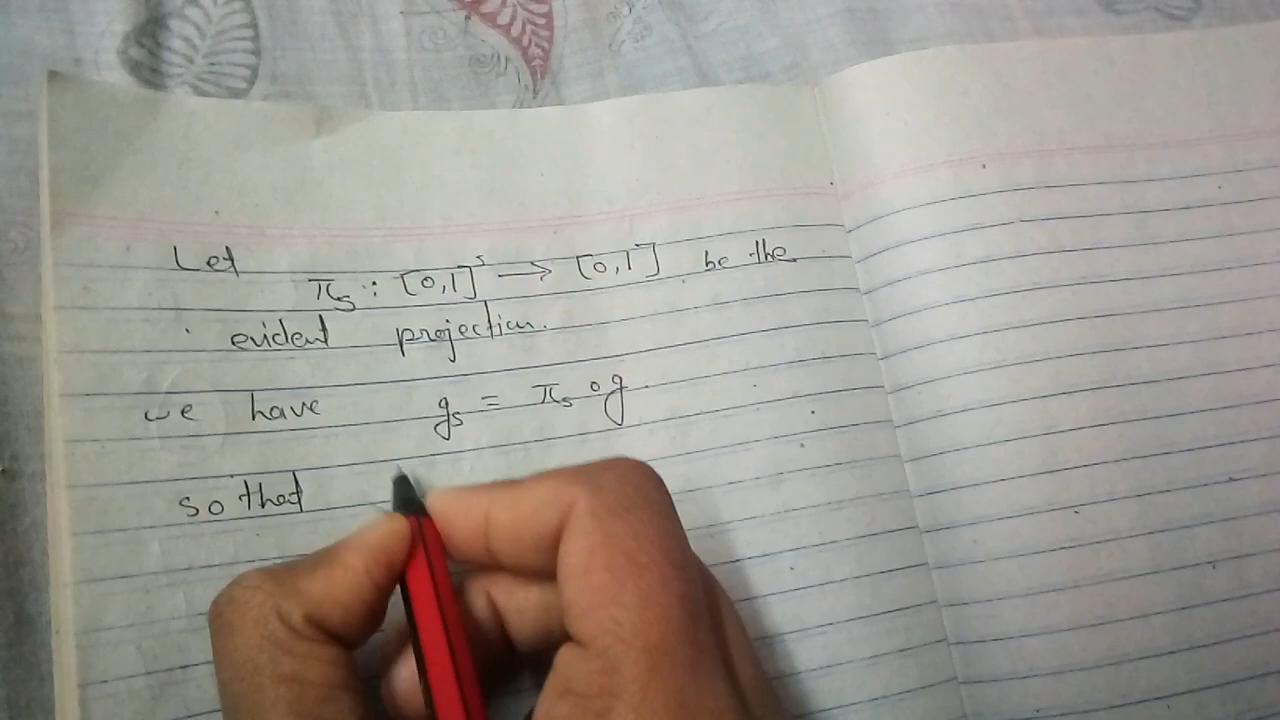 Let
π_s : [0,1]^s → [0,1] be the
evident projection.
we have g_s = π_s ∘ g
so that